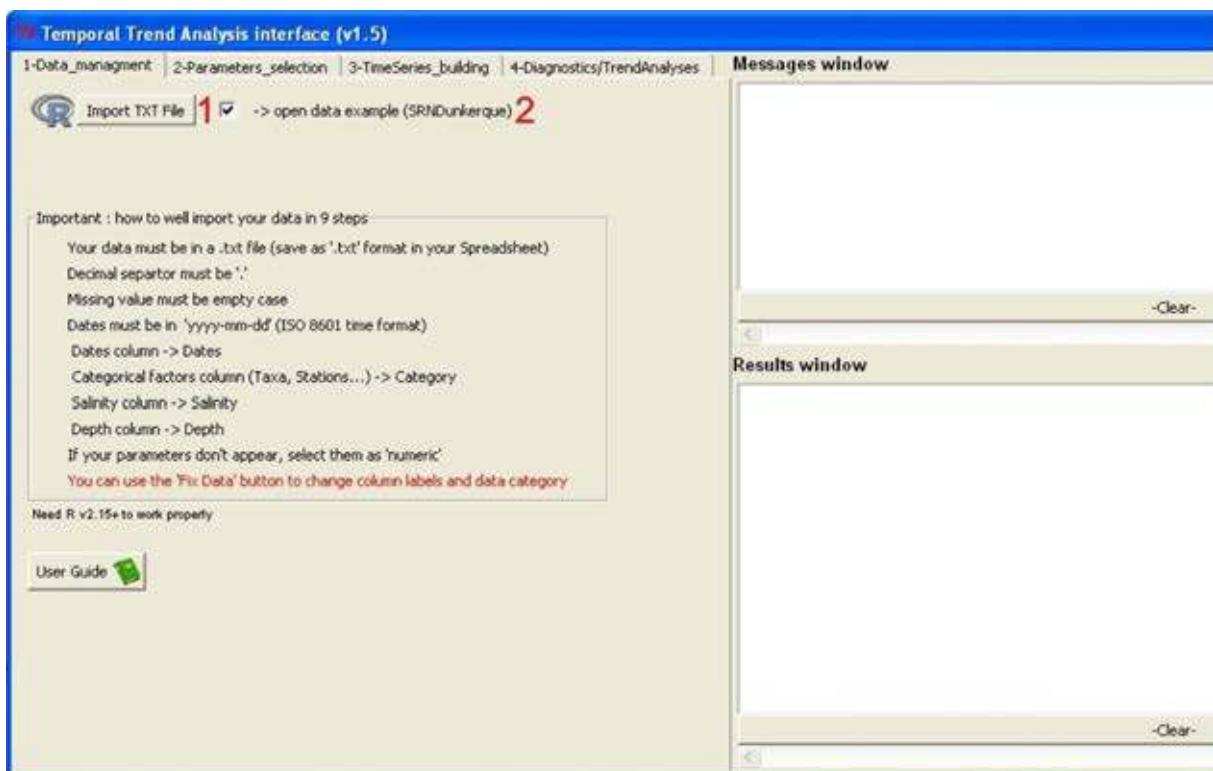 Temporal Trend Analysis interface (v1.5)
1-Data_managment 2-Parameters_selection 3-TimeSeries_building 4-Diagnostics/TrendAnalyses
Import TXT File 1 -> open data example (SRNDunkerque) 2
Important : how to well import your data in 9 steps
Your data must be in a .txt file (save as '.txt' format in your Spreadsheet)
Decimal separtor must be '.'
Missing value must be empty case
Dates must be in 'yyyy-mm-dd' (ISO 8601 time format)
Dates column -> Dates
Categorical factors column (Taxa, Stations...) -> Category
Salinity column -> Salinity
Depth column -> Depth
If your parameters don't appear, select them as 'numeric'
You can use the 'Fix Data' button to change column labels and data category
Need R v2.15+ to work properly
User Guide
Messages window
-Clear-
Results window
-Clear-